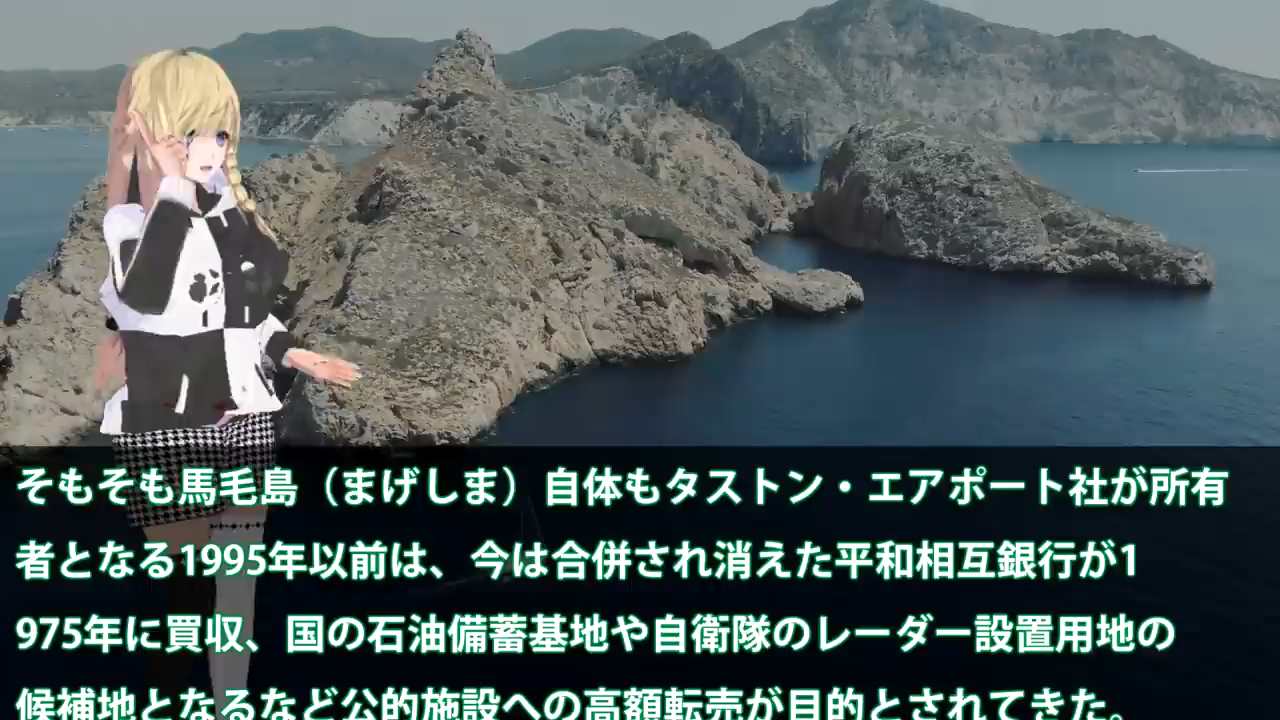 そもそも馬毛島（まげしま）自体もタストン・エアポート社が所有
者となる1995年以前は、今は合併され消えた平和相互銀行が1
975年に買収、国の石油備蓄基地や自衛隊のレーダー設置用地の
候補地となるなど公的施設への高額転売が目的とされてきた。